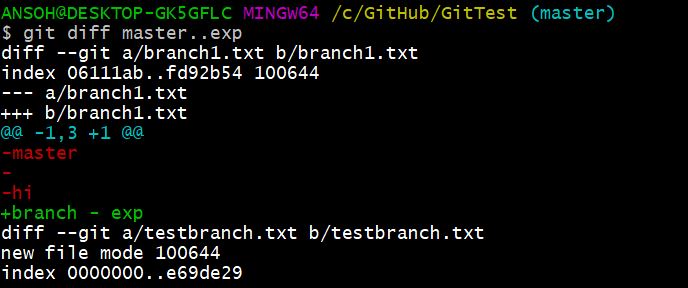 ANSOH@DESKTOP-GK5GFLC MINGW64 /c/GitHub/GitTest (master)
$ git diff master..exp
diff --git a/branch1.txt b/branch1.txt
index 06111ab..fd92b54 100644
--- a/branch1.txt
+++ b/branch1.txt
@@ -1,3 +1 @@
-master
-
-hi
+branch - exp
diff --git a/testbranch.txt b/testbranch.txt
new file mode 100644
index 0000000..e69de29